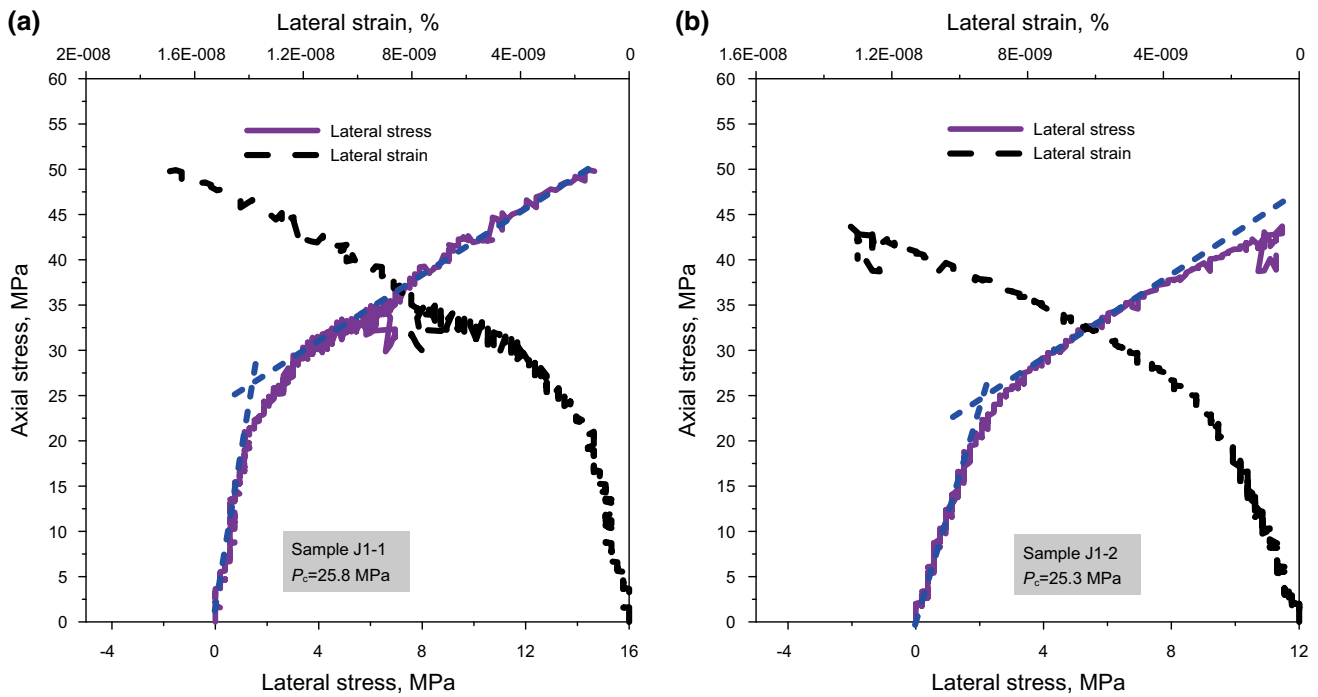 (a)
Lateral strain, %
2E-008 1.6E-008 1.2E-008 8E-009 4E-009 0
60
55
50
45
40
35
30
25
20
15
10
5
0
Axial stress, MPa
Lateral stress
Lateral strain
Sample J1-1
Pc=25.8 MPa
-4 0 4 8 12 16
Lateral stress, MPa
(b)
Lateral strain, %
1.6E-008 1.2E-008 8E-009 4E-009 0
60
55
50
45
40
35
30
25
20
15
10
5
0
Axial stress, MPa
Lateral stress
Lateral strain
Sample J1-2
Pc=25.3 MPa
-4 0 4 8 12
Lateral stress, MPa